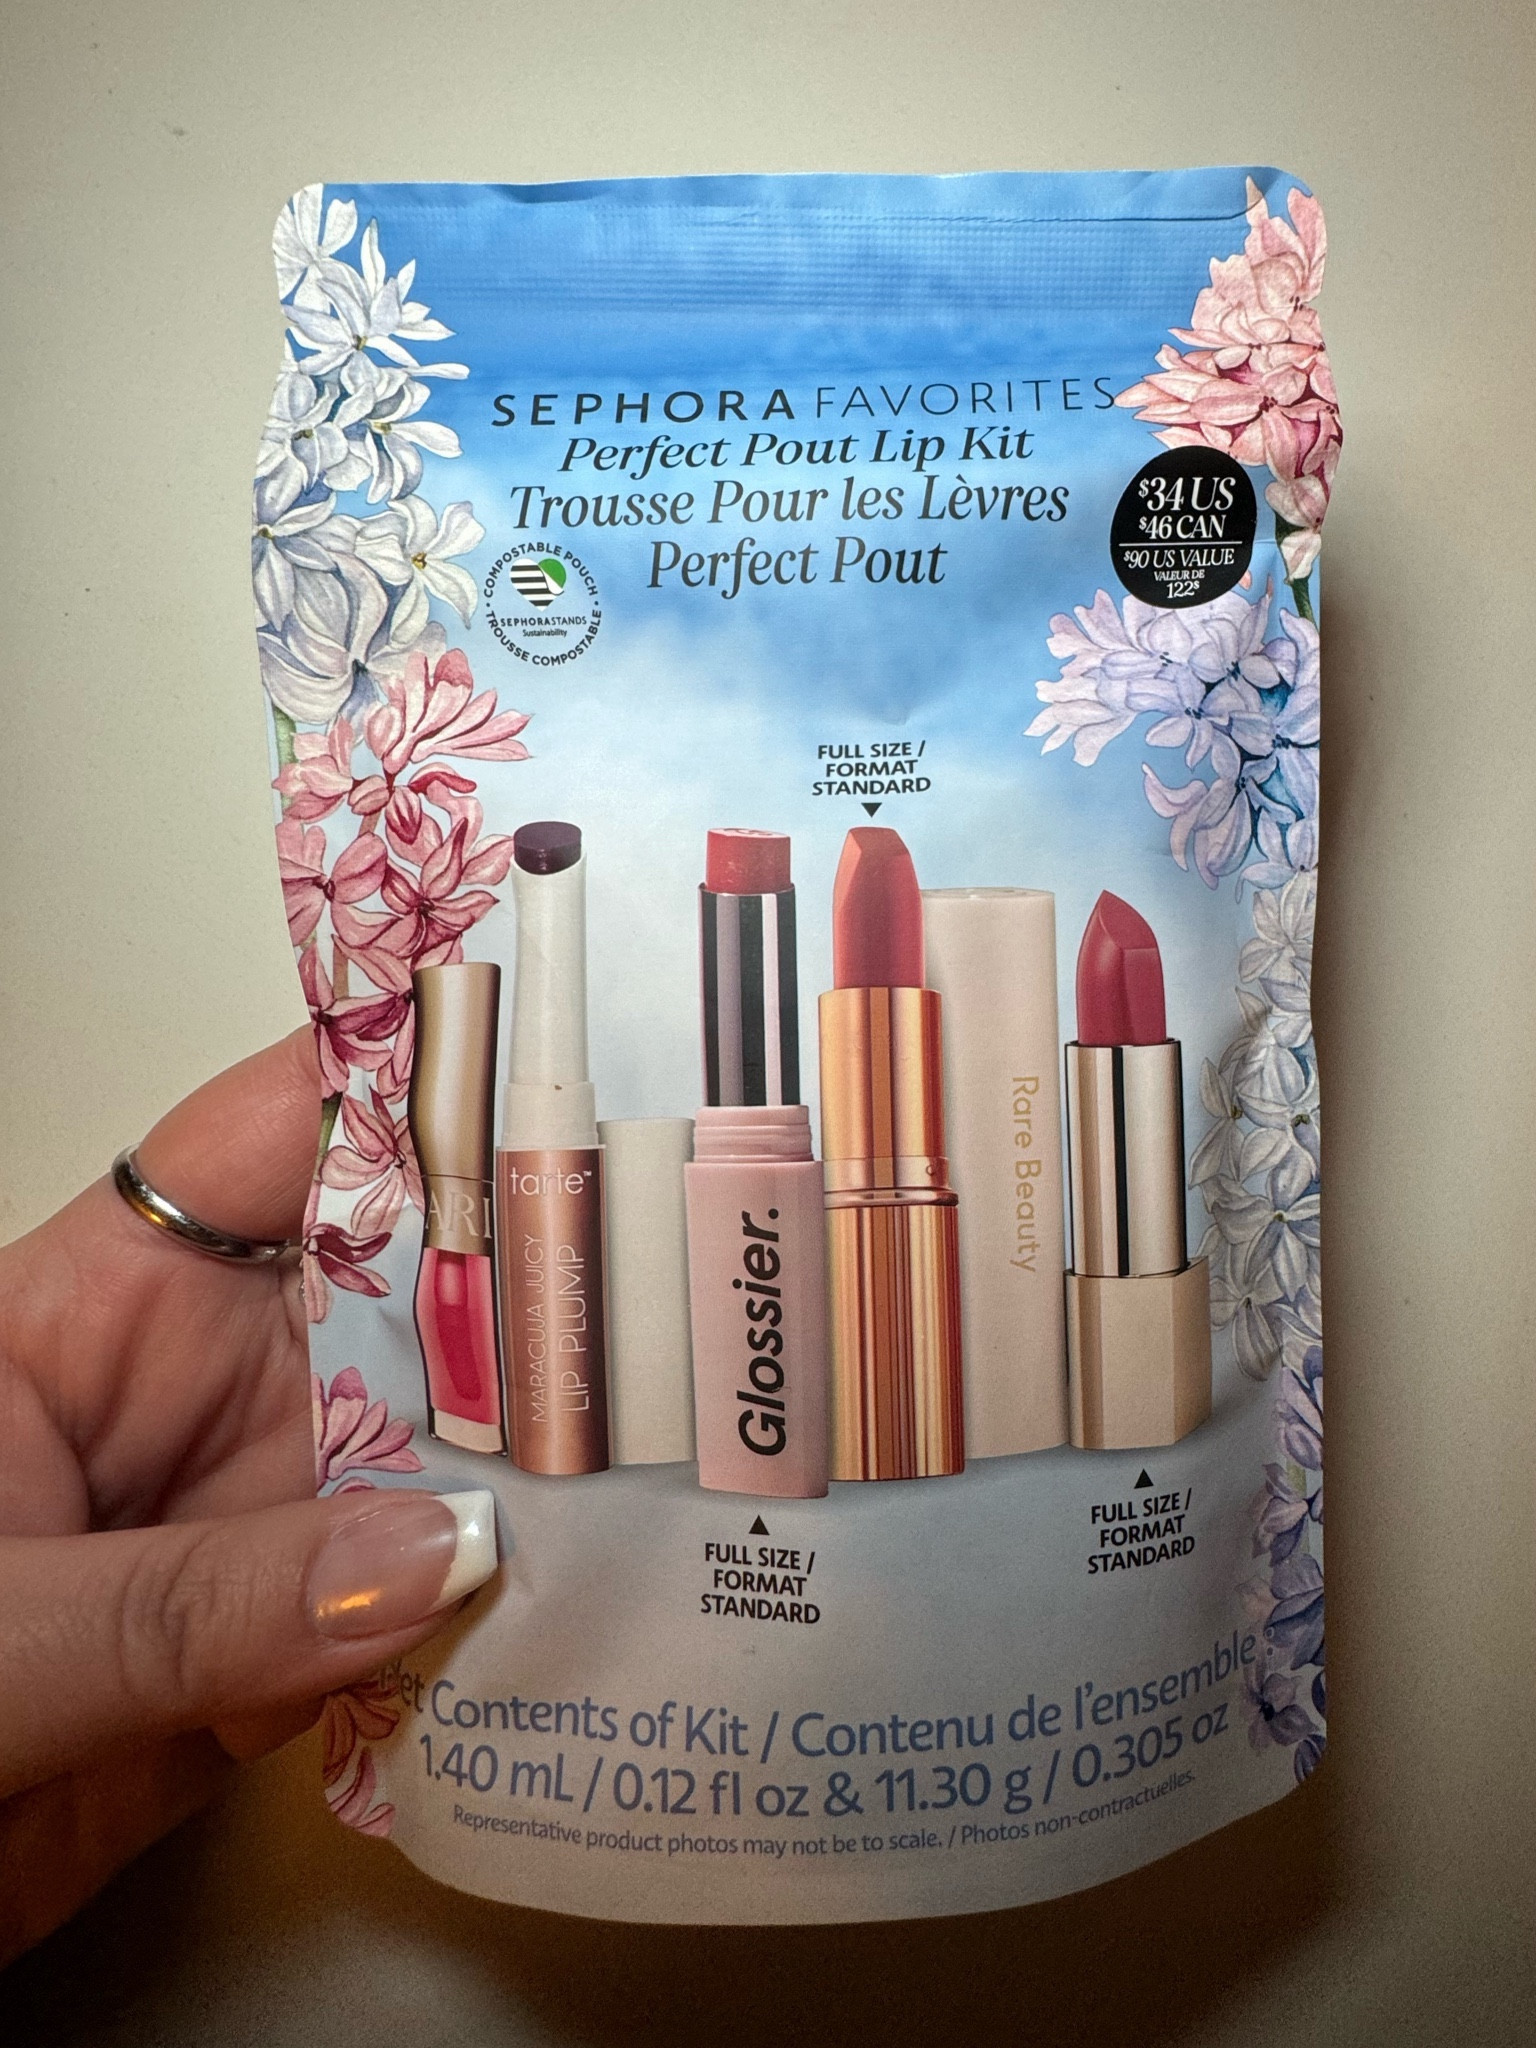 SEPHORA FAVORITES
Perfect Pout Lip Kit
Trousse Pour les Lèvres
Perfect Pout
$34 US
$46 CAN
$90 US VALUE
VALEUR DE
122$
COMPOSTABLE POUCH
SEPHORASTANDS
Sustainability
TROUSSE COMPOSTABLE
FULL SIZE /
FORMAT
STANDARD
ARI
tarte™
MARACUJA JUICY
LIP PLUMP
Glossier.
Rare Beauty
FULL SIZE /
FORMAT
STANDARD
FULL SIZE /
FORMAT
STANDARD
Contents of Kit / Contenu de l'ensemble :
1.40 mL / 0.12 fl oz & 11.30 g / 0.305 oz
Representative product photos may not be to scale. / Photos non-contractuelles.